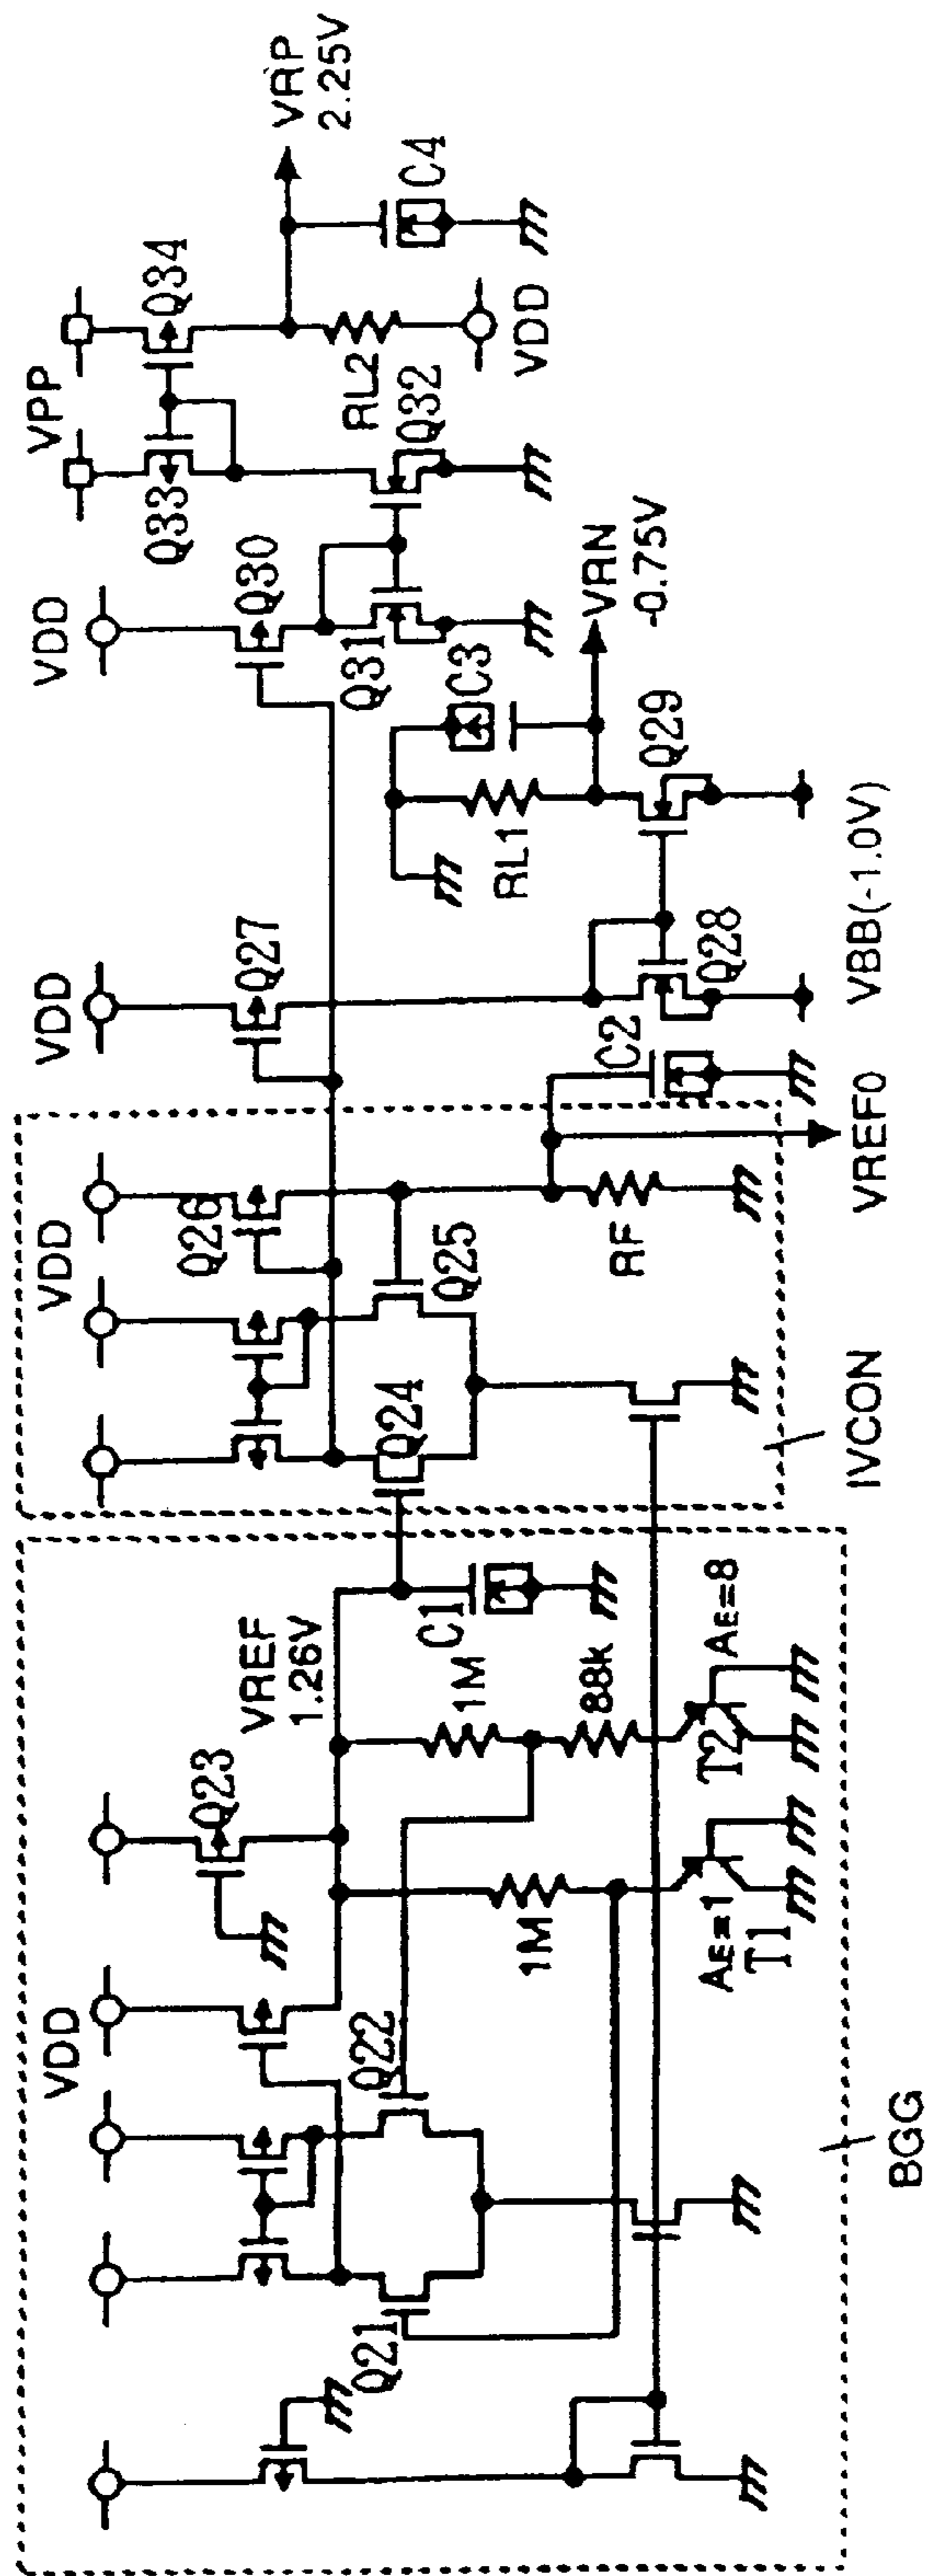 VDD
Q21
Q22
Q23
VREF
1.26V
1M
1M
88k
AE=1
T1
T2
AE=8
C1
BGG
VDD
Q24
Q25
Q26
RF
IVCON
VREF0
C2
VDD
Q27
Q28
Q29
VBB(-1.0V)
RL1
C3
VRN
-0.75V
VDD
Q30
Q31
Q32
VPP
Q33
Q34
RL2
VDD
C4
VRP
2.25V